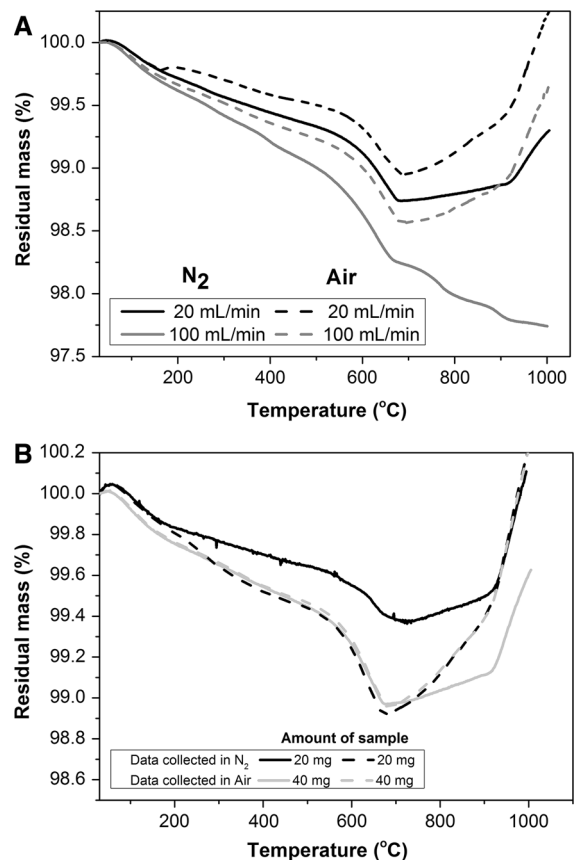 A
100.0
99.5
99.0
98.5
98.0
97.5
Residual mass (%)
N2 Air
20 mL/min 20 mL/min
100 mL/min 100 mL/min
200 400 600 800 1000
Temperature (oC)
B
100.2
100.0
99.8
99.6
99.4
99.2
99.0
98.8
98.6
Residual mass (%)
Amount of sample
Data collected in N2 20 mg 20 mg
Data collected in Air 40 mg 40 mg
200 400 600 800 1000
Temperature (oC)